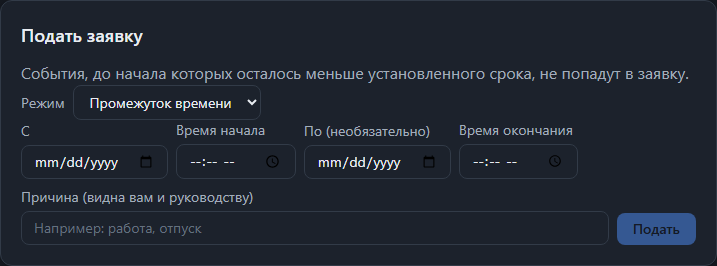 Подать заявку
События, до начала которых осталось меньше установленного срока, не попадут в заявку.
Режим Промежуток времени
С Время начала По (необязательно) Время окончания
mm/dd/yyyy --:-- -- mm/dd/yyyy --:-- --
Причина (видна вам и руководству)
Например: работа, отпуск Подать